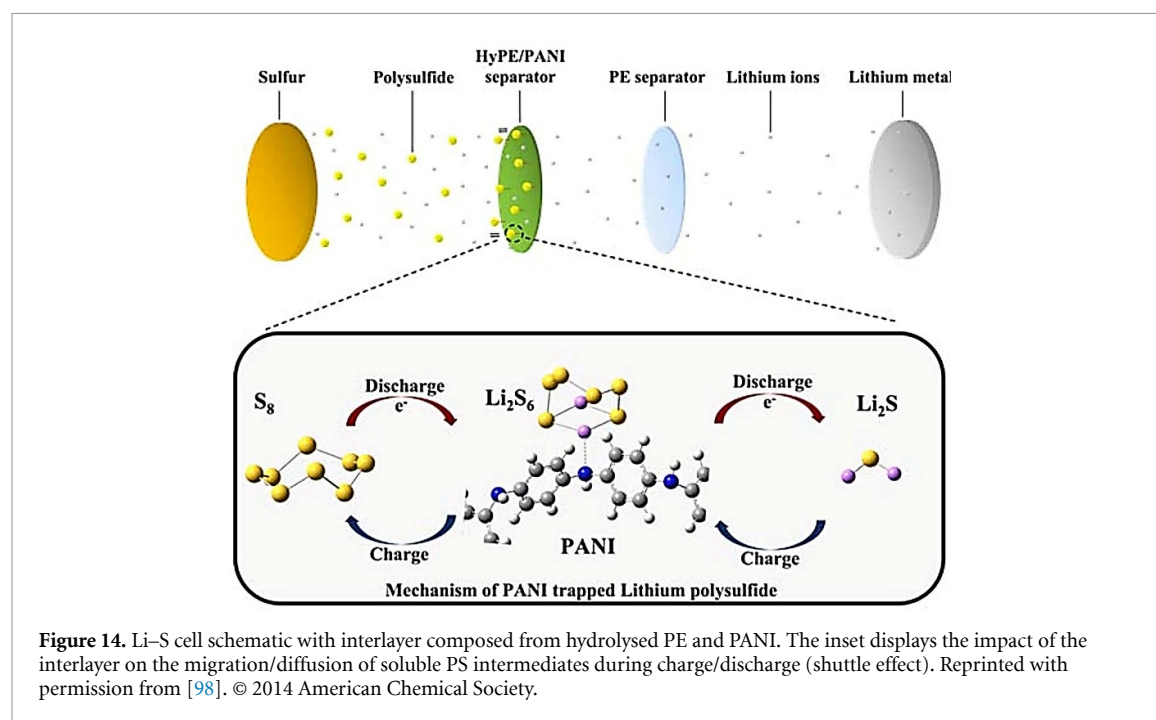 HyPE/PANI
separator
Sulfur
Polysulfide
PE separator
Lithium ions
Lithium metal
S8
Discharge
e-
Li2S6
Discharge
e-
Li2S
Charge
PANI
Charge
Mechanism of PANI trapped Lithium polysulfide
Figure 14. Li–S cell schematic with interlayer composed from hydrolysed PE and PANI. The inset displays the impact of the
interlayer on the migration/diffusion of soluble PS intermediates during charge/discharge (shuttle effect). Reprinted with
permission from [98]. © 2014 American Chemical Society.